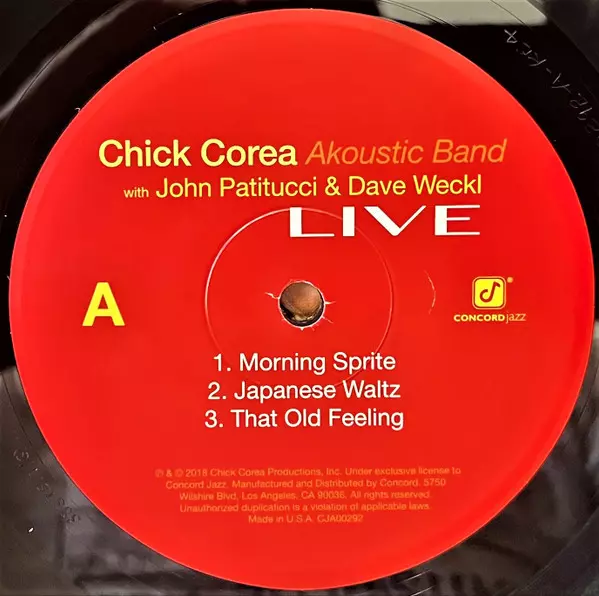 Chick Corea Akoustic Band
with John Patitucci & Dave Weckl
LIVE
A
CONCORD jazz
1. Morning Sprite
2. Japanese Waltz
3. That Old Feeling
℗ & © 2018 Chick Corea Productions, Inc. Under exclusive license to
Concord Jazz. Manufactured and Distributed by Concord. 5750
Wilshire Blvd, Los Angeles, CA 90036. All rights reserved.
Unauthorized duplication is a violation of applicable laws.
Made in U.S.A. CJA00292